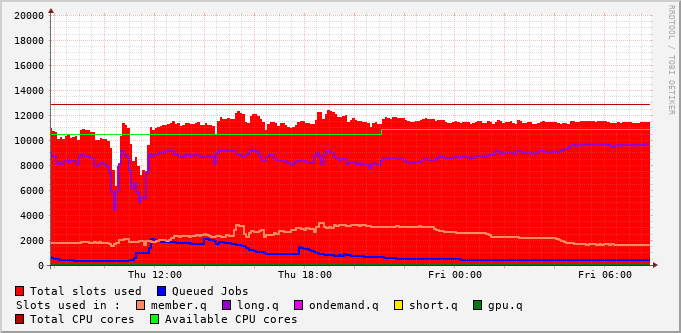 RRDTOOL / TOBI OETIKER
20000
18000
16000
14000
12000
10000
8000
6000
4000
2000
0
Thu 12:00 Thu 18:00 Fri 00:00 Fri 06:00
Total slots used Queued Jobs
Slots used in : member.q long.q ondemand.q short.q gpu.q
Total CPU cores Available CPU cores